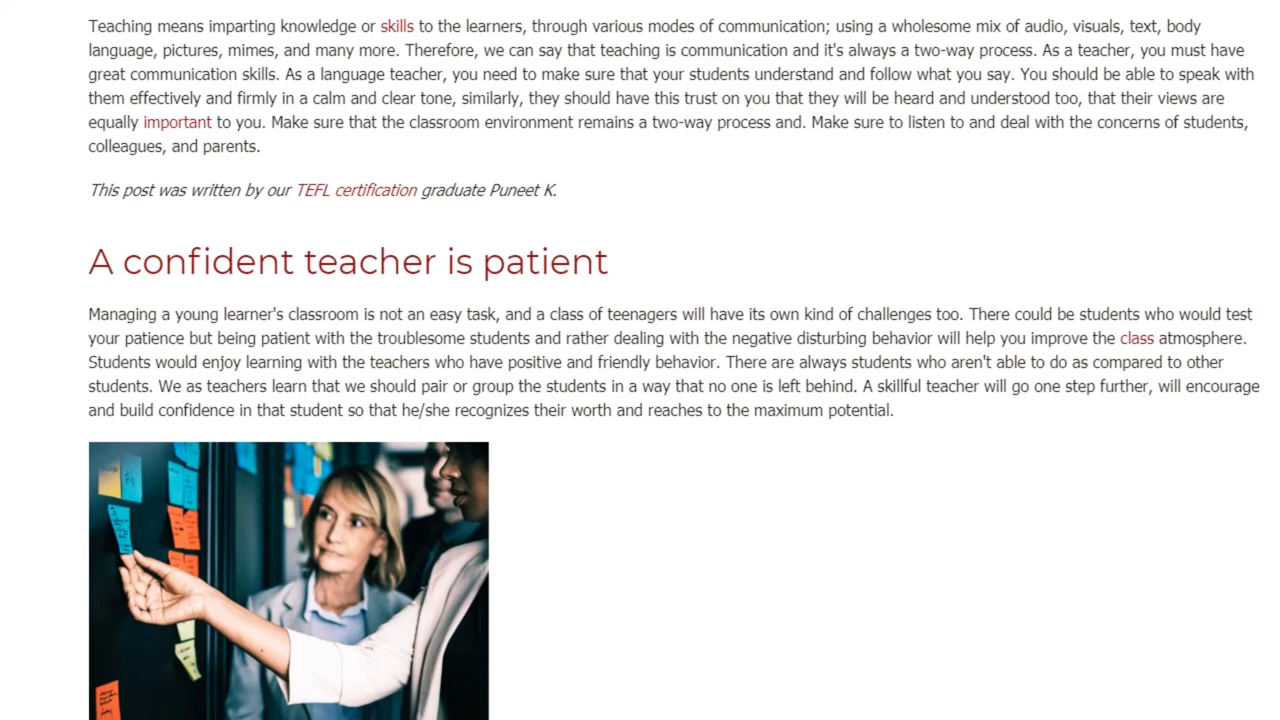 Teaching means imparting knowledge or skills to the learners, through various modes of communication; using a wholesome mix of audio, visuals, text, body
language, pictures, mimes, and many more. Therefore, we can say that teaching is communication and it's always a two-way process. As a teacher, you must have
great communication skills. As a language teacher, you need to make sure that your students understand and follow what you say. You should be able to speak with
them effectively and firmly in a calm and clear tone, similarly, they should have this trust on you that they will be heard and understood too, that their views are
equally important to you. Make sure that the classroom environment remains a two-way process and. Make sure to listen to and deal with the concerns of students,
colleagues, and parents.
This post was written by our TEFL certification graduate Puneet K.
A confident teacher is patient
Managing a young learner's classroom is not an easy task, and a class of teenagers will have its own kind of challenges too. There could be students who would test
your patience but being patient with the troublesome students and rather dealing with the negative disturbing behavior will help you improve the class atmosphere.
Students would enjoy learning with the teachers who have positive and friendly behavior. There are always students who aren't able to do as compared to other
students. We as teachers learn that we should pair or group the students in a way that no one is left behind. A skillful teacher will go one step further, will encourage
and build confidence in that student so that he/she recognizes their worth and reaches to the maximum potential.
#6